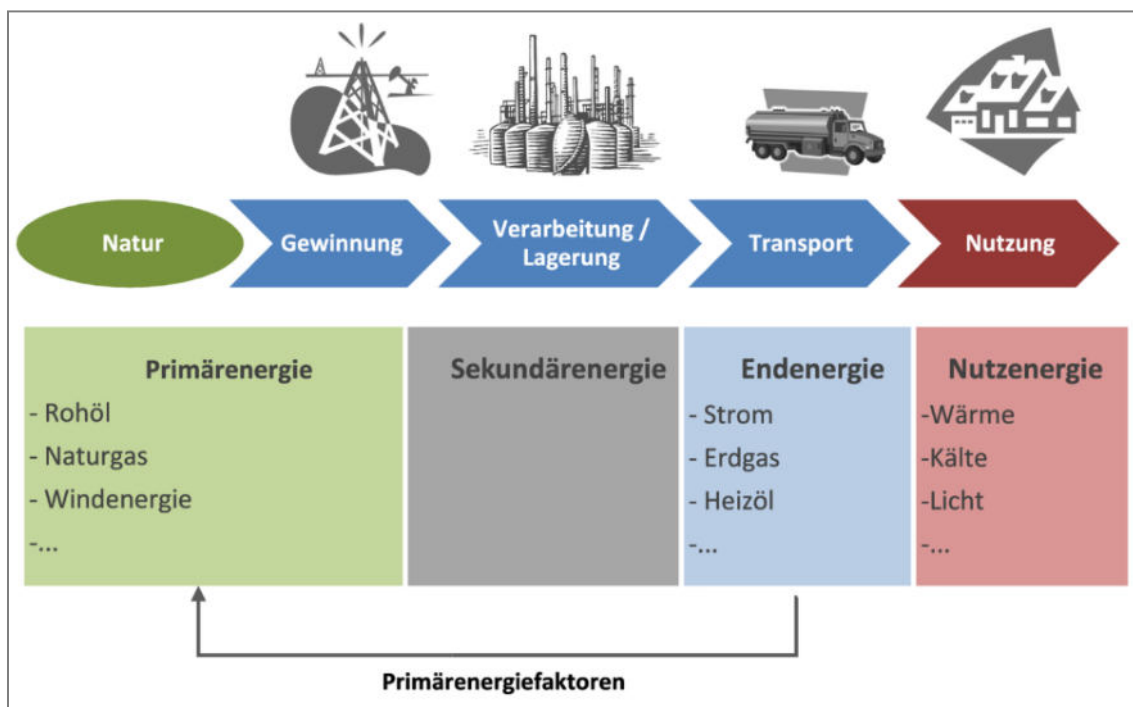 Natur
Gewinnung
Verarbeitung /
Lagerung
Transport
Nutzung
Primärenergie
- Rohöl
- Naturgas
- Windenergie
-...
Sekundärenergie
Endenergie
- Strom
- Erdgas
- Heizöl
-...
Nutzenergie
-Wärme
-Kälte
-Licht
-...
Primärenergiefaktoren